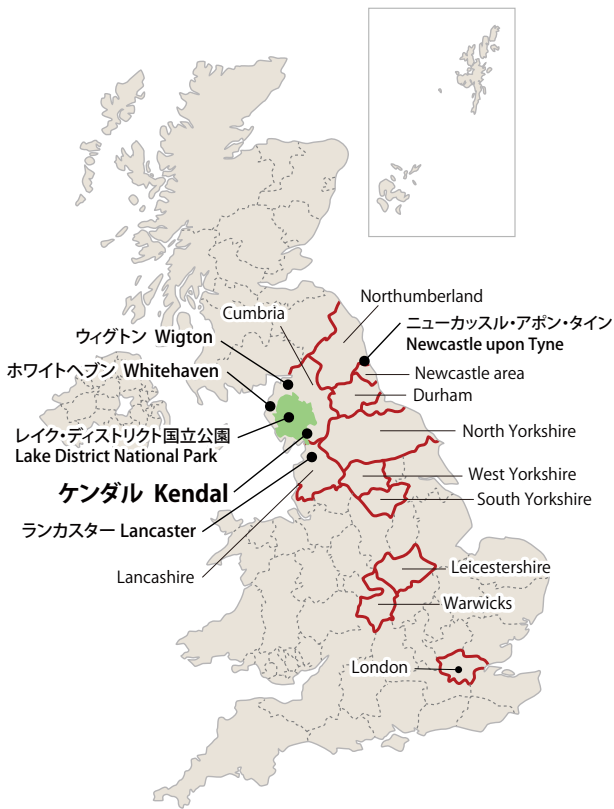 Northumberland
Cumbria
ニューカッスル・アポン・タイン
Newcastle upon Tyne
ウィグトン Wigton
ホワイトヘブン Whitehaven
Newcastle area
Durham
レイク・ディストリクト国立公園
Lake District National Park
North Yorkshire
West Yorkshire
ケンダル Kendal
South Yorkshire
ランカスター Lancaster
Lancashire
Leicestershire
Warwicks
London